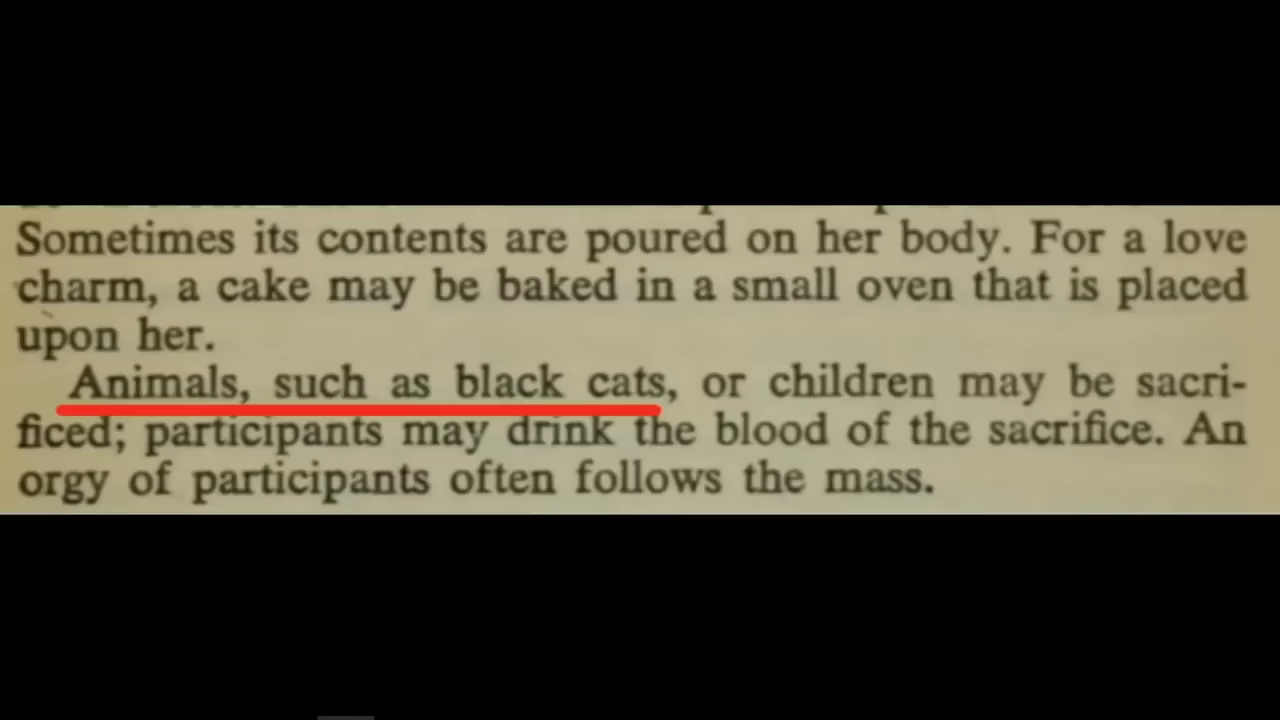 Sometimes its contents are poured on her body. For a love
charm, a cake may be baked in a small oven that is placed
upon her.
Animals, such as black cats, or children may be sacri-
ficed; participants may drink the blood of the sacrifice. An
orgy of participants often follows the mass.